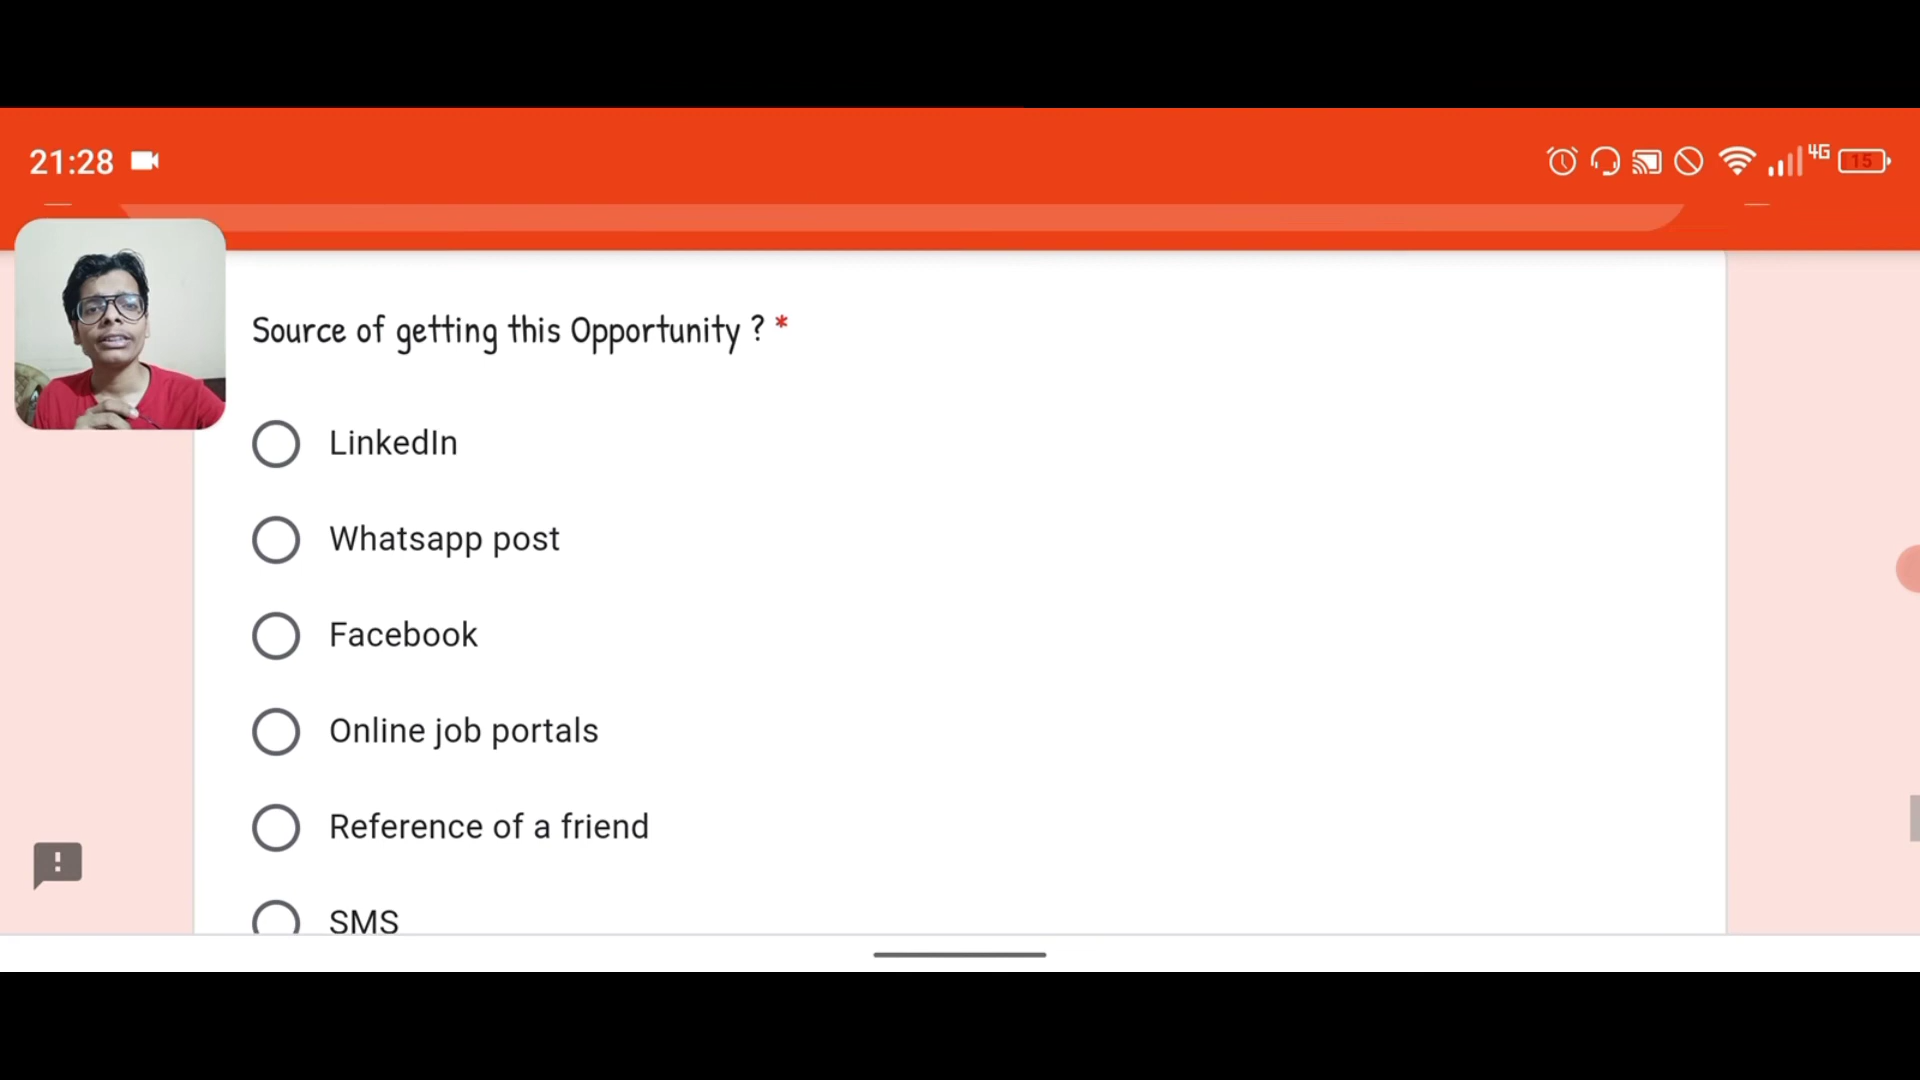 21:28
4G
15
Source of getting this Opportunity ? *
LinkedIn
Whatsapp post
Facebook
Online job portals
Reference of a friend
SMS